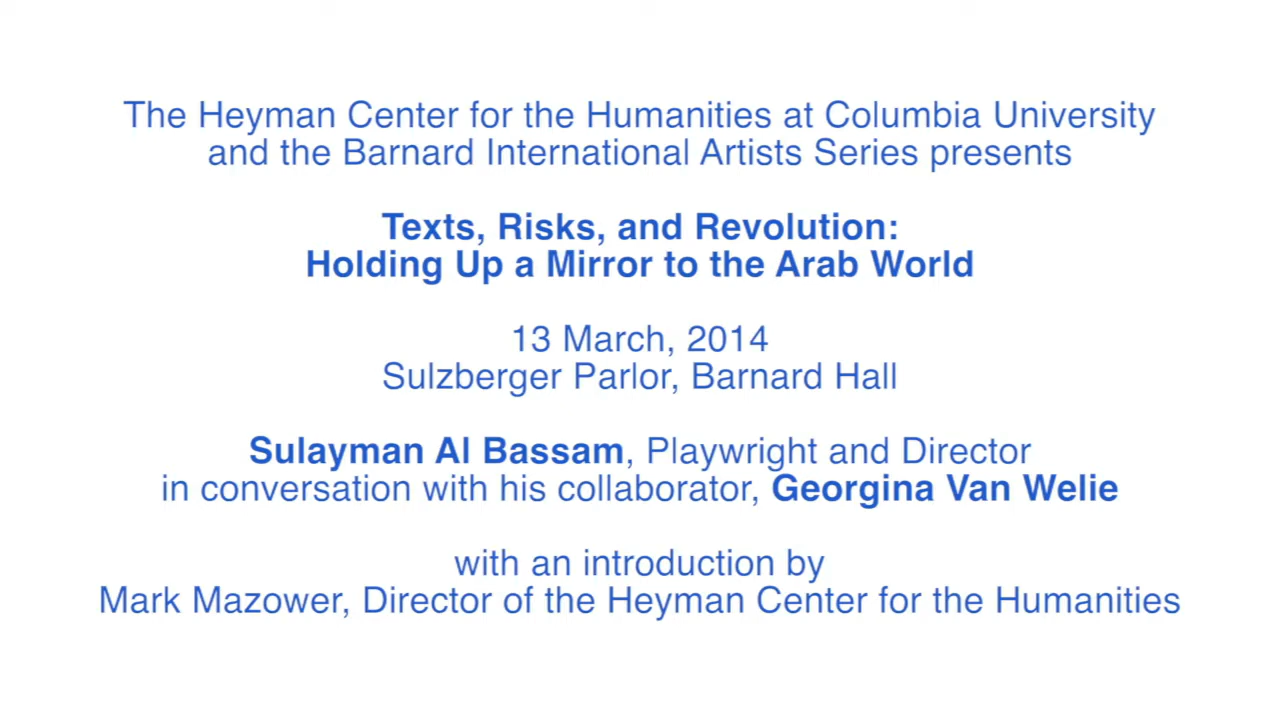 The Heyman Center for the Humanities at Columbia University
and the Barnard International Artists Series presents
Texts, Risks, and Revolution:
Holding Up a Mirror to the Arab World
13 March, 2014
Sulzberger Parlor, Barnard Hall
Sulayman Al Bassam, Playwright and Director
in conversation with his collaborator, Georgina Van Welie
with an introduction by
Mark Mazower, Director of the Heyman Center for the Humanities